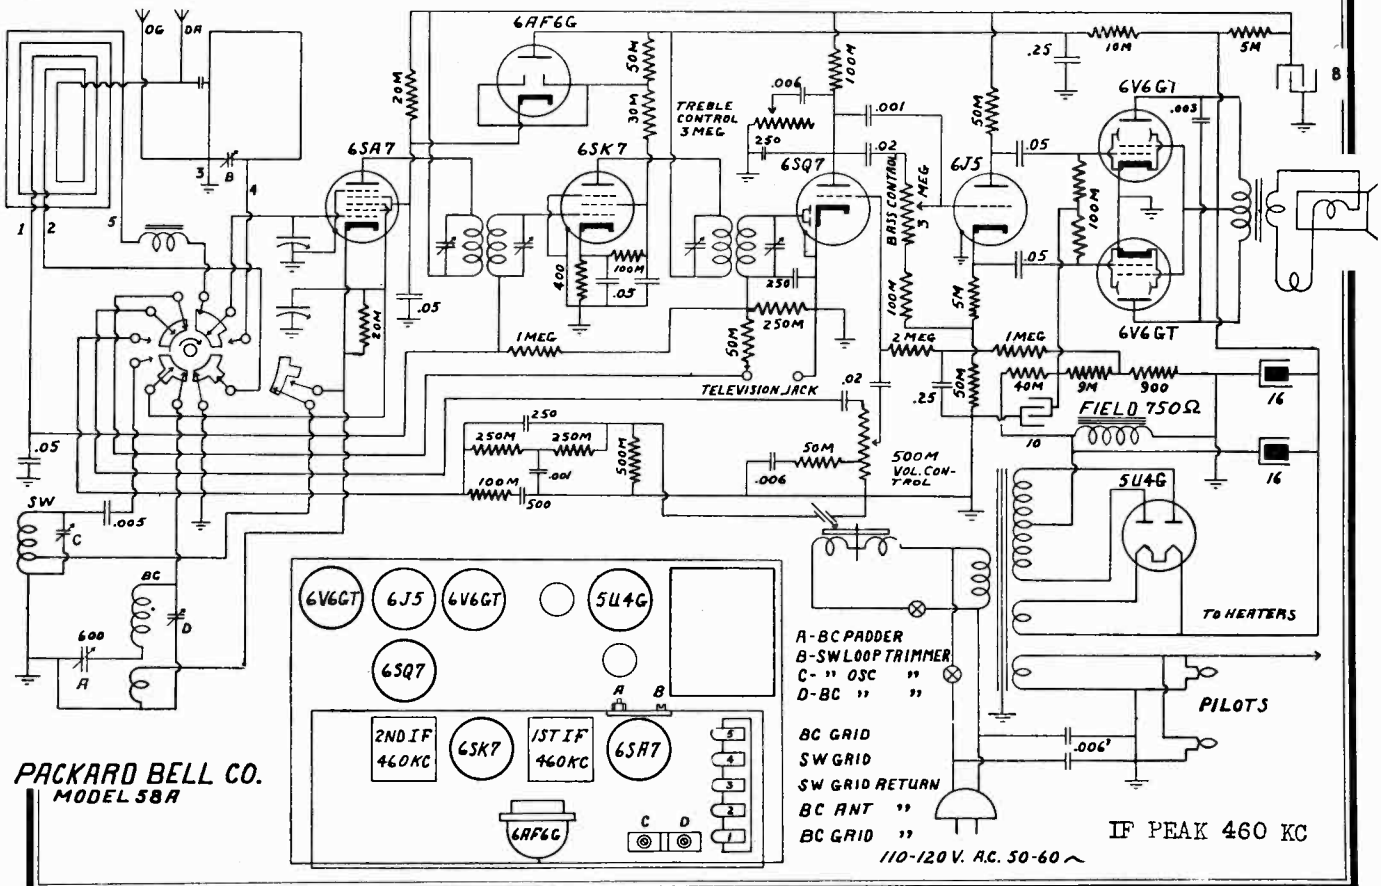 OG
DA
6AF6G
20M
50M
30M
TREBLE
CONTROL
3 MEG
.006
250
100M
.001
.02
50M
.25
10M
5M
8
6V6GT
.003
3
B
4
6SA7
6SK7
6SQ7
BASS CONTROL
3 MEG
6J5
.05
100M
1
2
5
400
100M
.05
250
.05
20M
250M
50M
100M
5M
.05
6V6GT
1MEG
2 MEG
1MEG
TELEVISION JACK
.02
.25
50M
40M
9M
900
16
FIELD 750Ω
10
16
.05
250
250M
250M
.001
100M
500
500M
50M
.006
500M
VOL. CON-
TROL
SW
.005
C
5U4G
BC
D
600
A
TO HEATERS
PILOTS
.006
6V6GT
6J5
6V6GT
5U4G
6SQ7
A
B
2ND IF
460KC
6SK7
1ST IF
460KC
6SA7
5
4
3
2
1
6AF6G
C
D
A-BC PADDER
B-SW LOOP TRIMMER
C- " OSC "
D-BC " "
BC GRID
SW GRID
SW GRID RETURN
BC ANT "
BC GRID "
110-120 V. A.C. 50-60 ~
PACKARD BELL CO.
MODEL 58A
IF PEAK 460 KC